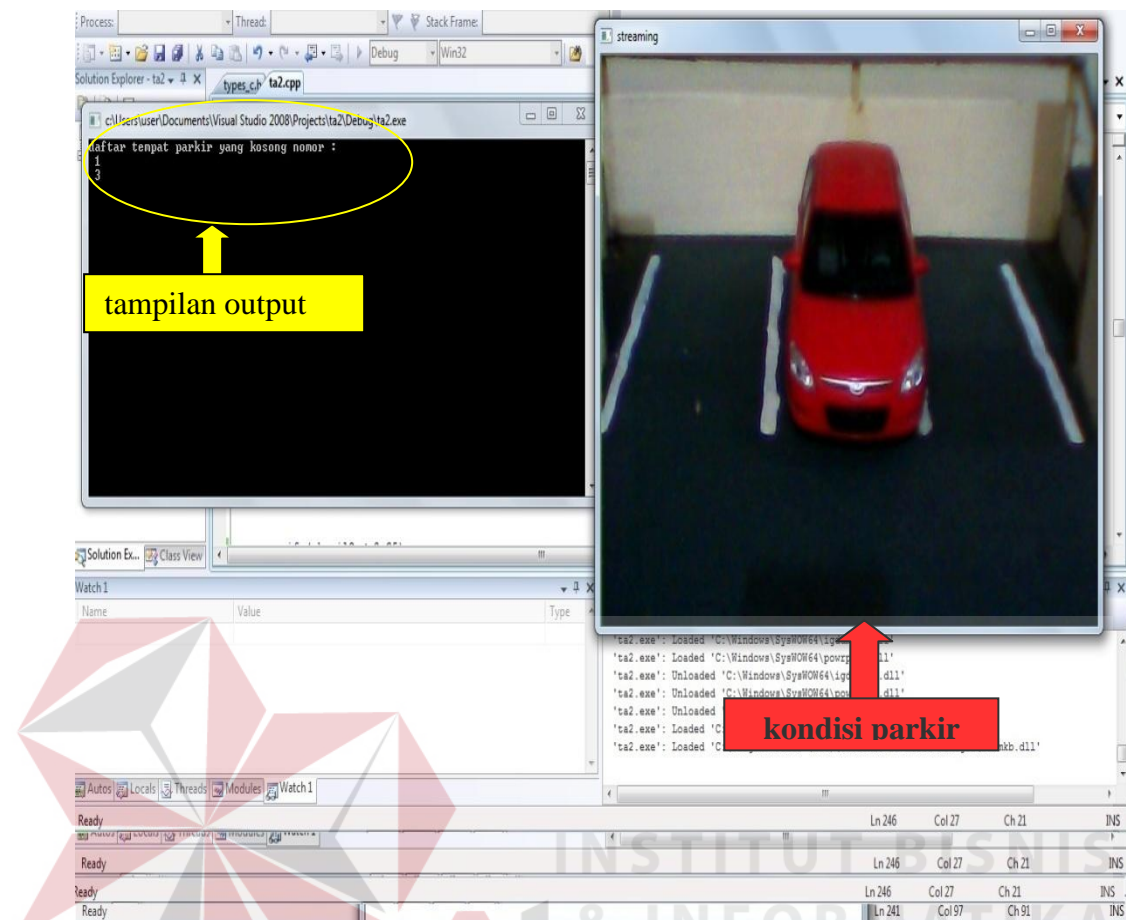 Process:
Thread:
Stack Frame:
Debug
Win32
Solution Explorer - ta2
types_c.h
ta2.cpp
c:\Users\user\Documents\Visual Studio 2008\Projects\ta2\Debug\ta2.exe
daftar tempat parkir yang kosong nomor :
1
3
tampilan output
streaming
Solution Ex...
Class View
Watch 1
Name
Value
Type
'ta2.exe': Loaded 'C:\Windows\SysWOW64\
'ta2.exe': Loaded 'C:\Windows\SysWOW64\
'ta2.exe': Unloaded 'C:\Windows\SysWOW64\
'ta2.exe': Unloaded 'C:\Windows\SysWOW64\
'ta2.exe': Unloaded
'ta2.exe': Loaded
'ta2.exe': Loaded
kondisi parkir
Autos
Locals
Threads
Modules
Watch 1
Ready
Ln 246
Col 27
Ch 21
INS
Autos
Locals
Threads
Modules
Watch 1
INSTITUT BISNIS
Ready
Ln 246
Col 27
Ch 21
INS
Ready
Ln 246
Col 27
Ch 21
INS
Ready
Ln 241
Col 97
Ch 91
INS